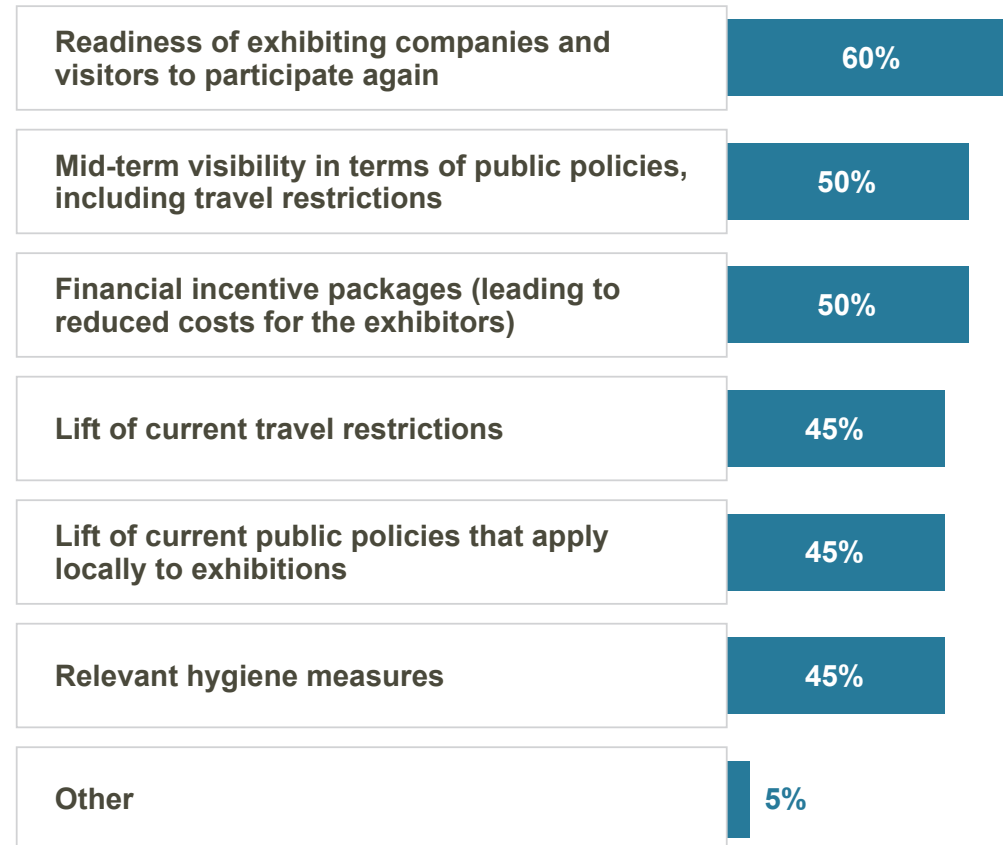 Readiness of exhibiting companies and
visitors to participate again
60%
Mid-term visibility in terms of public policies,
including travel restrictions
50%
Financial incentive packages (leading to
reduced costs for the exhibitors)
50%
Lift of current travel restrictions
45%
Lift of current public policies that apply
locally to exhibitions
45%
Relevant hygiene measures
45%
Other
5%